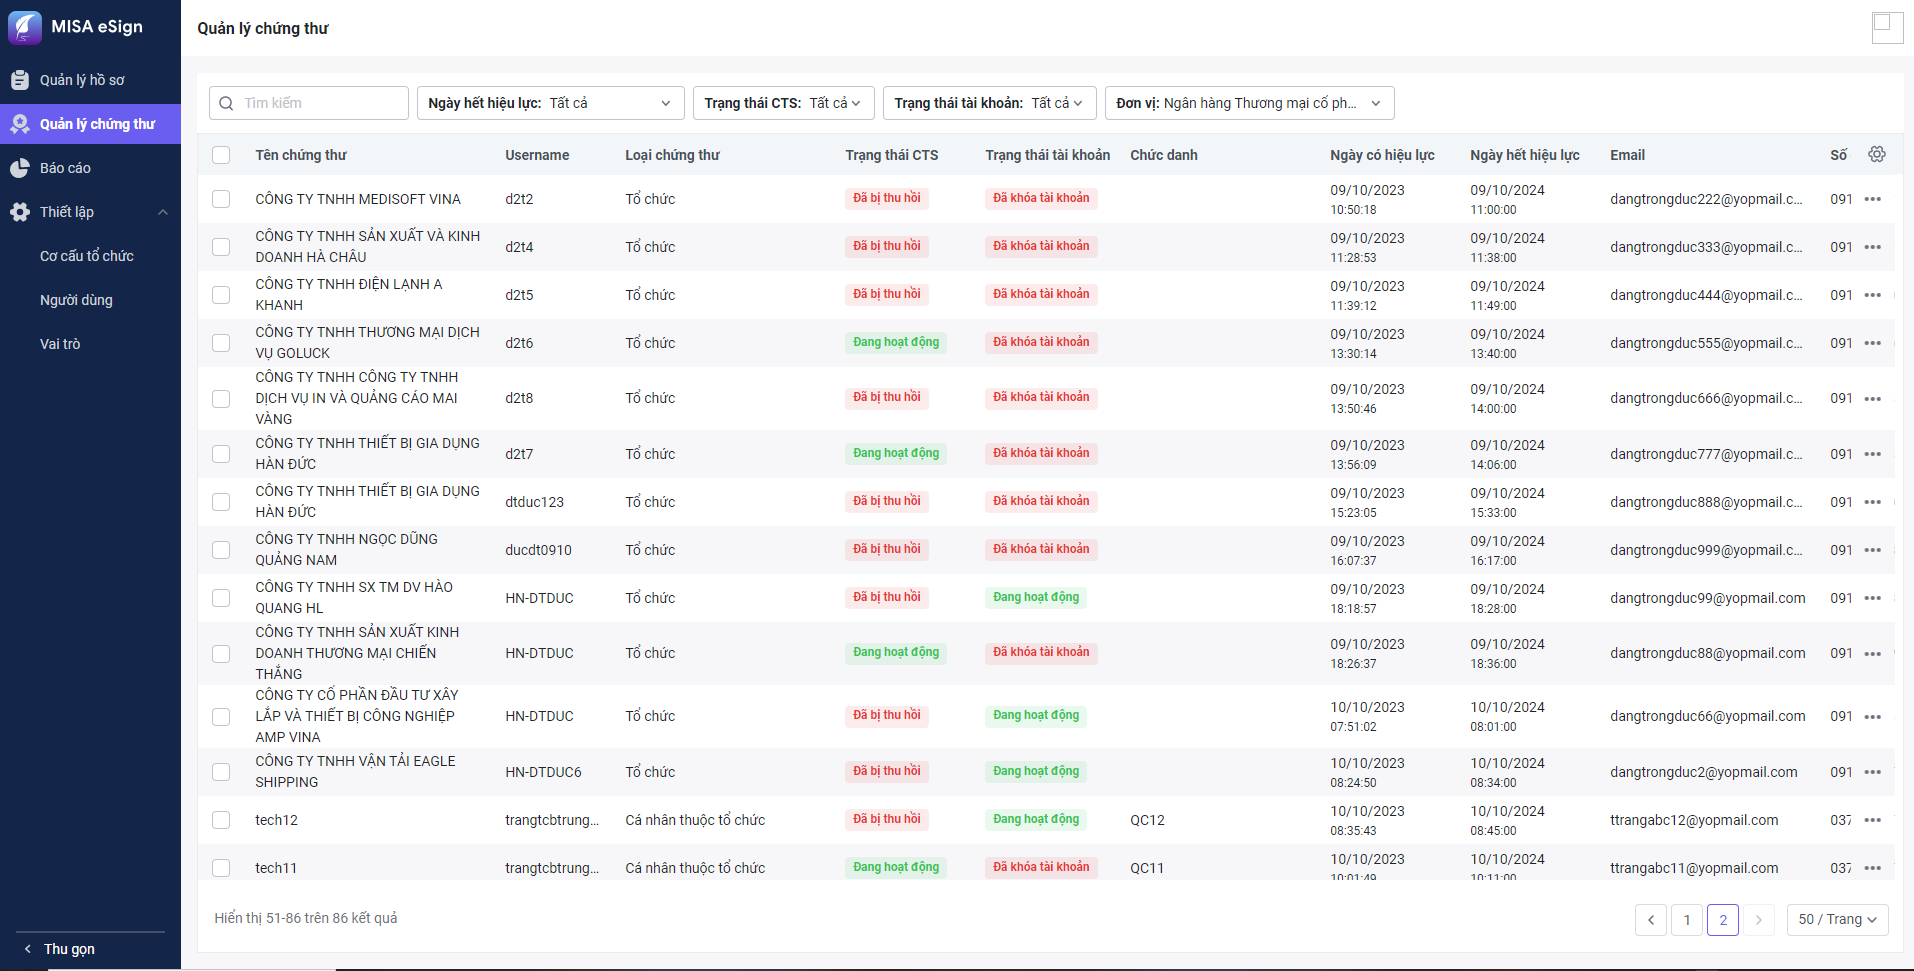 MISA eSign
Quản lý chứng thư
Quản lý hồ sơ
Quản lý chứng thư
Báo cáo
Thiết lập
Cơ cấu tổ chức
Người dùng
Vai trò
Thu gọn
Tìm kiếm
Ngày hết hiệu lực: Tất cả
Trạng thái CTS: Tất cả
Trạng thái tài khoản: Tất cả
Đơn vị: Ngân hàng Thương mại cổ ph...
Tên chứng thư Username Loại chứng thư Trạng thái CTS Trạng thái tài khoản Chức danh Ngày có hiệu lực Ngày hết hiệu lực Email Số
CÔNG TY TNHH MEDISOFT VINA d2t2 Tổ chức Đã bị thu hồi Đã khóa tài khoản 09/10/2023 09/10/2024 dangtrongduc222@yopmail.c... 091
10:50:18 11:00:00
CÔNG TY TNHH SẢN XUẤT VÀ KINH d2t4 Tổ chức Đã bị thu hồi Đã khóa tài khoản 09/10/2023 09/10/2024 dangtrongduc333@yopmail.c... 091
DOANH HÀ CHÂU 11:28:53 11:38:00
CÔNG TY TNHH ĐIỆN LẠNH A d2t5 Tổ chức Đã bị thu hồi Đã khóa tài khoản 09/10/2023 09/10/2024 dangtrongduc444@yopmail.c... 091
KHANH 11:39:12 11:49:00
CÔNG TY TNHH THƯƠNG MẠI DỊCH d2t6 Tổ chức Đang hoạt động Đã khóa tài khoản 09/10/2023 09/10/2024 dangtrongduc555@yopmail.c... 091
VỤ GOLUCK 13:30:14 13:40:00
CÔNG TY TNHH CÔNG TY TNHH
DỊCH VỤ IN VÀ QUẢNG CÁO MAI d2t8 Tổ chức Đã bị thu hồi Đã khóa tài khoản 09/10/2023 09/10/2024 dangtrongduc666@yopmail.c... 091
VÀNG 13:50:46 14:00:00
CÔNG TY TNHH THIẾT BỊ GIA DỤNG d2t7 Tổ chức Đang hoạt động Đã khóa tài khoản 09/10/2023 09/10/2024 dangtrongduc777@yopmail.c... 091
HÀN ĐỨC 13:56:09 14:06:00
CÔNG TY TNHH THIẾT BỊ GIA DỤNG dtduc123 Tổ chức Đã bị thu hồi Đã khóa tài khoản 09/10/2023 09/10/2024 dangtrongduc888@yopmail.c... 091
HÀN ĐỨC 15:23:05 15:33:00
CÔNG TY TNHH NGỌC DŨNG ducdt0910 Tổ chức Đã bị thu hồi Đã khóa tài khoản 09/10/2023 09/10/2024 dangtrongduc999@yopmail.c... 091
QUẢNG NAM 16:07:37 16:17:00
CÔNG TY TNHH SX TM DV HÀO HN-DTDUC Tổ chức Đã bị thu hồi Đang hoạt động 09/10/2023 09/10/2024 dangtrongduc99@yopmail.com 091
QUANG HL 18:18:57 18:28:00
CÔNG TY TNHH SẢN XUẤT KINH
DOANH THƯƠNG MẠI CHIẾN HN-DTDUC Tổ chức Đang hoạt động Đã khóa tài khoản 09/10/2023 09/10/2024 dangtrongduc88@yopmail.com 091
THẮNG 18:26:37 18:36:00
CÔNG TY CỔ PHẦN ĐẦU TƯ XÂY
LẮP VÀ THIẾT BỊ CÔNG NGHIỆP HN-DTDUC Tổ chức Đã bị thu hồi Đang hoạt động 10/10/2023 10/10/2024 dangtrongduc66@yopmail.com 091
AMP VINA 07:51:02 08:01:00
CÔNG TY TNHH VẬN TẢI EAGLE HN-DTDUC6 Tổ chức Đã bị thu hồi Đang hoạt động 10/10/2023 10/10/2024 dangtrongduc2@yopmail.com 091
SHIPPING 08:24:50 08:34:00
tech12 trangtcbtrung... Cá nhân thuộc tổ chức Đã bị thu hồi Đang hoạt động QC12 10/10/2023 10/10/2024 ttrangabc12@yopmail.com 037
08:35:43 08:45:00
tech11 trangtcbtrung... Cá nhân thuộc tổ chức Đang hoạt động Đã khóa tài khoản QC11 10/10/2023 10/10/2024 ttrangabc11@yopmail.com 037
10:01:49 10:11:00
Hiển thị 51-86 trên 86 kết quả
1 2 50 / Trang